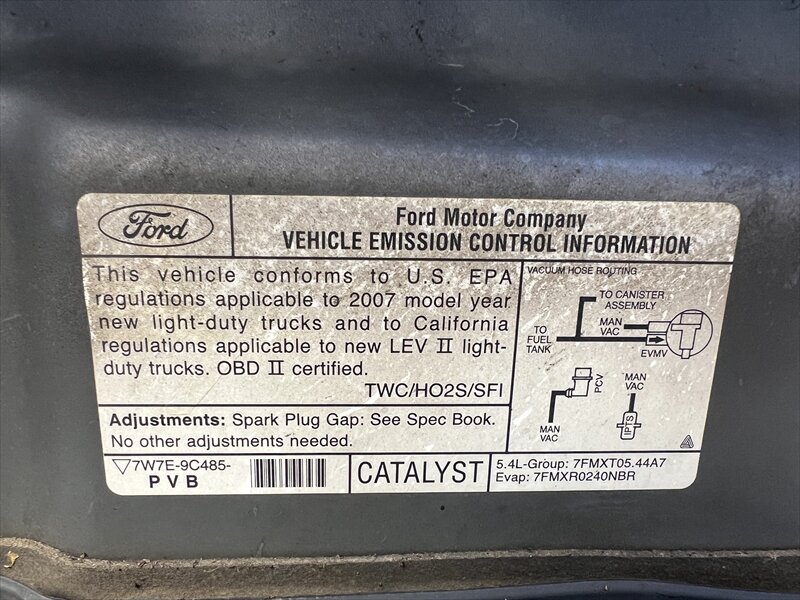 Ford
Ford Motor Company
VEHICLE EMISSION CONTROL INFORMATION
This vehicle conforms to U.S. EPA
regulations applicable to 2007 model year
new light-duty trucks and to California
regulations applicable to new LEV II light-
duty trucks. OBD II certified.
TWC/HO2S/SFI
VACUUM HOSE ROUTING
TO CANISTER
ASSEMBLY
MAN
VAC
TO
FUEL
TANK
EVMV
PCV
MAN
VAC
MAN
VAC
IPTS
Adjustments: Spark Plug Gap: See Spec Book.
No other adjustments needed.
7W7E-9C485-
P V B
CATALYST
5.4L-Group: 7FMXT05.44A7
Evap: 7FMXR0240NBR